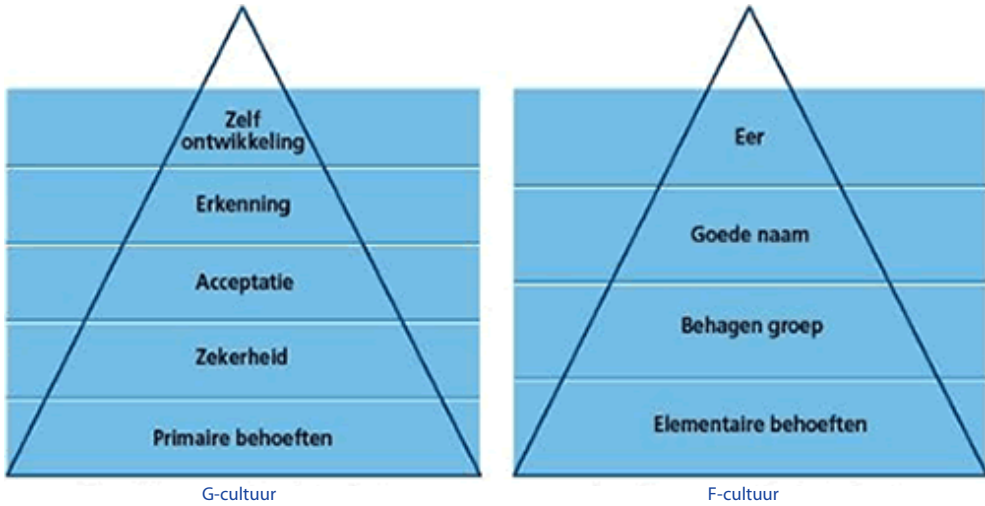 Zelf
ontwikkeling
Erkenning
Acceptatie
Zekerheid
Primaire behoeften
G-cultuur
Eer
Goede naam
Behagen groep
Elementaire behoeften
F-cultuur